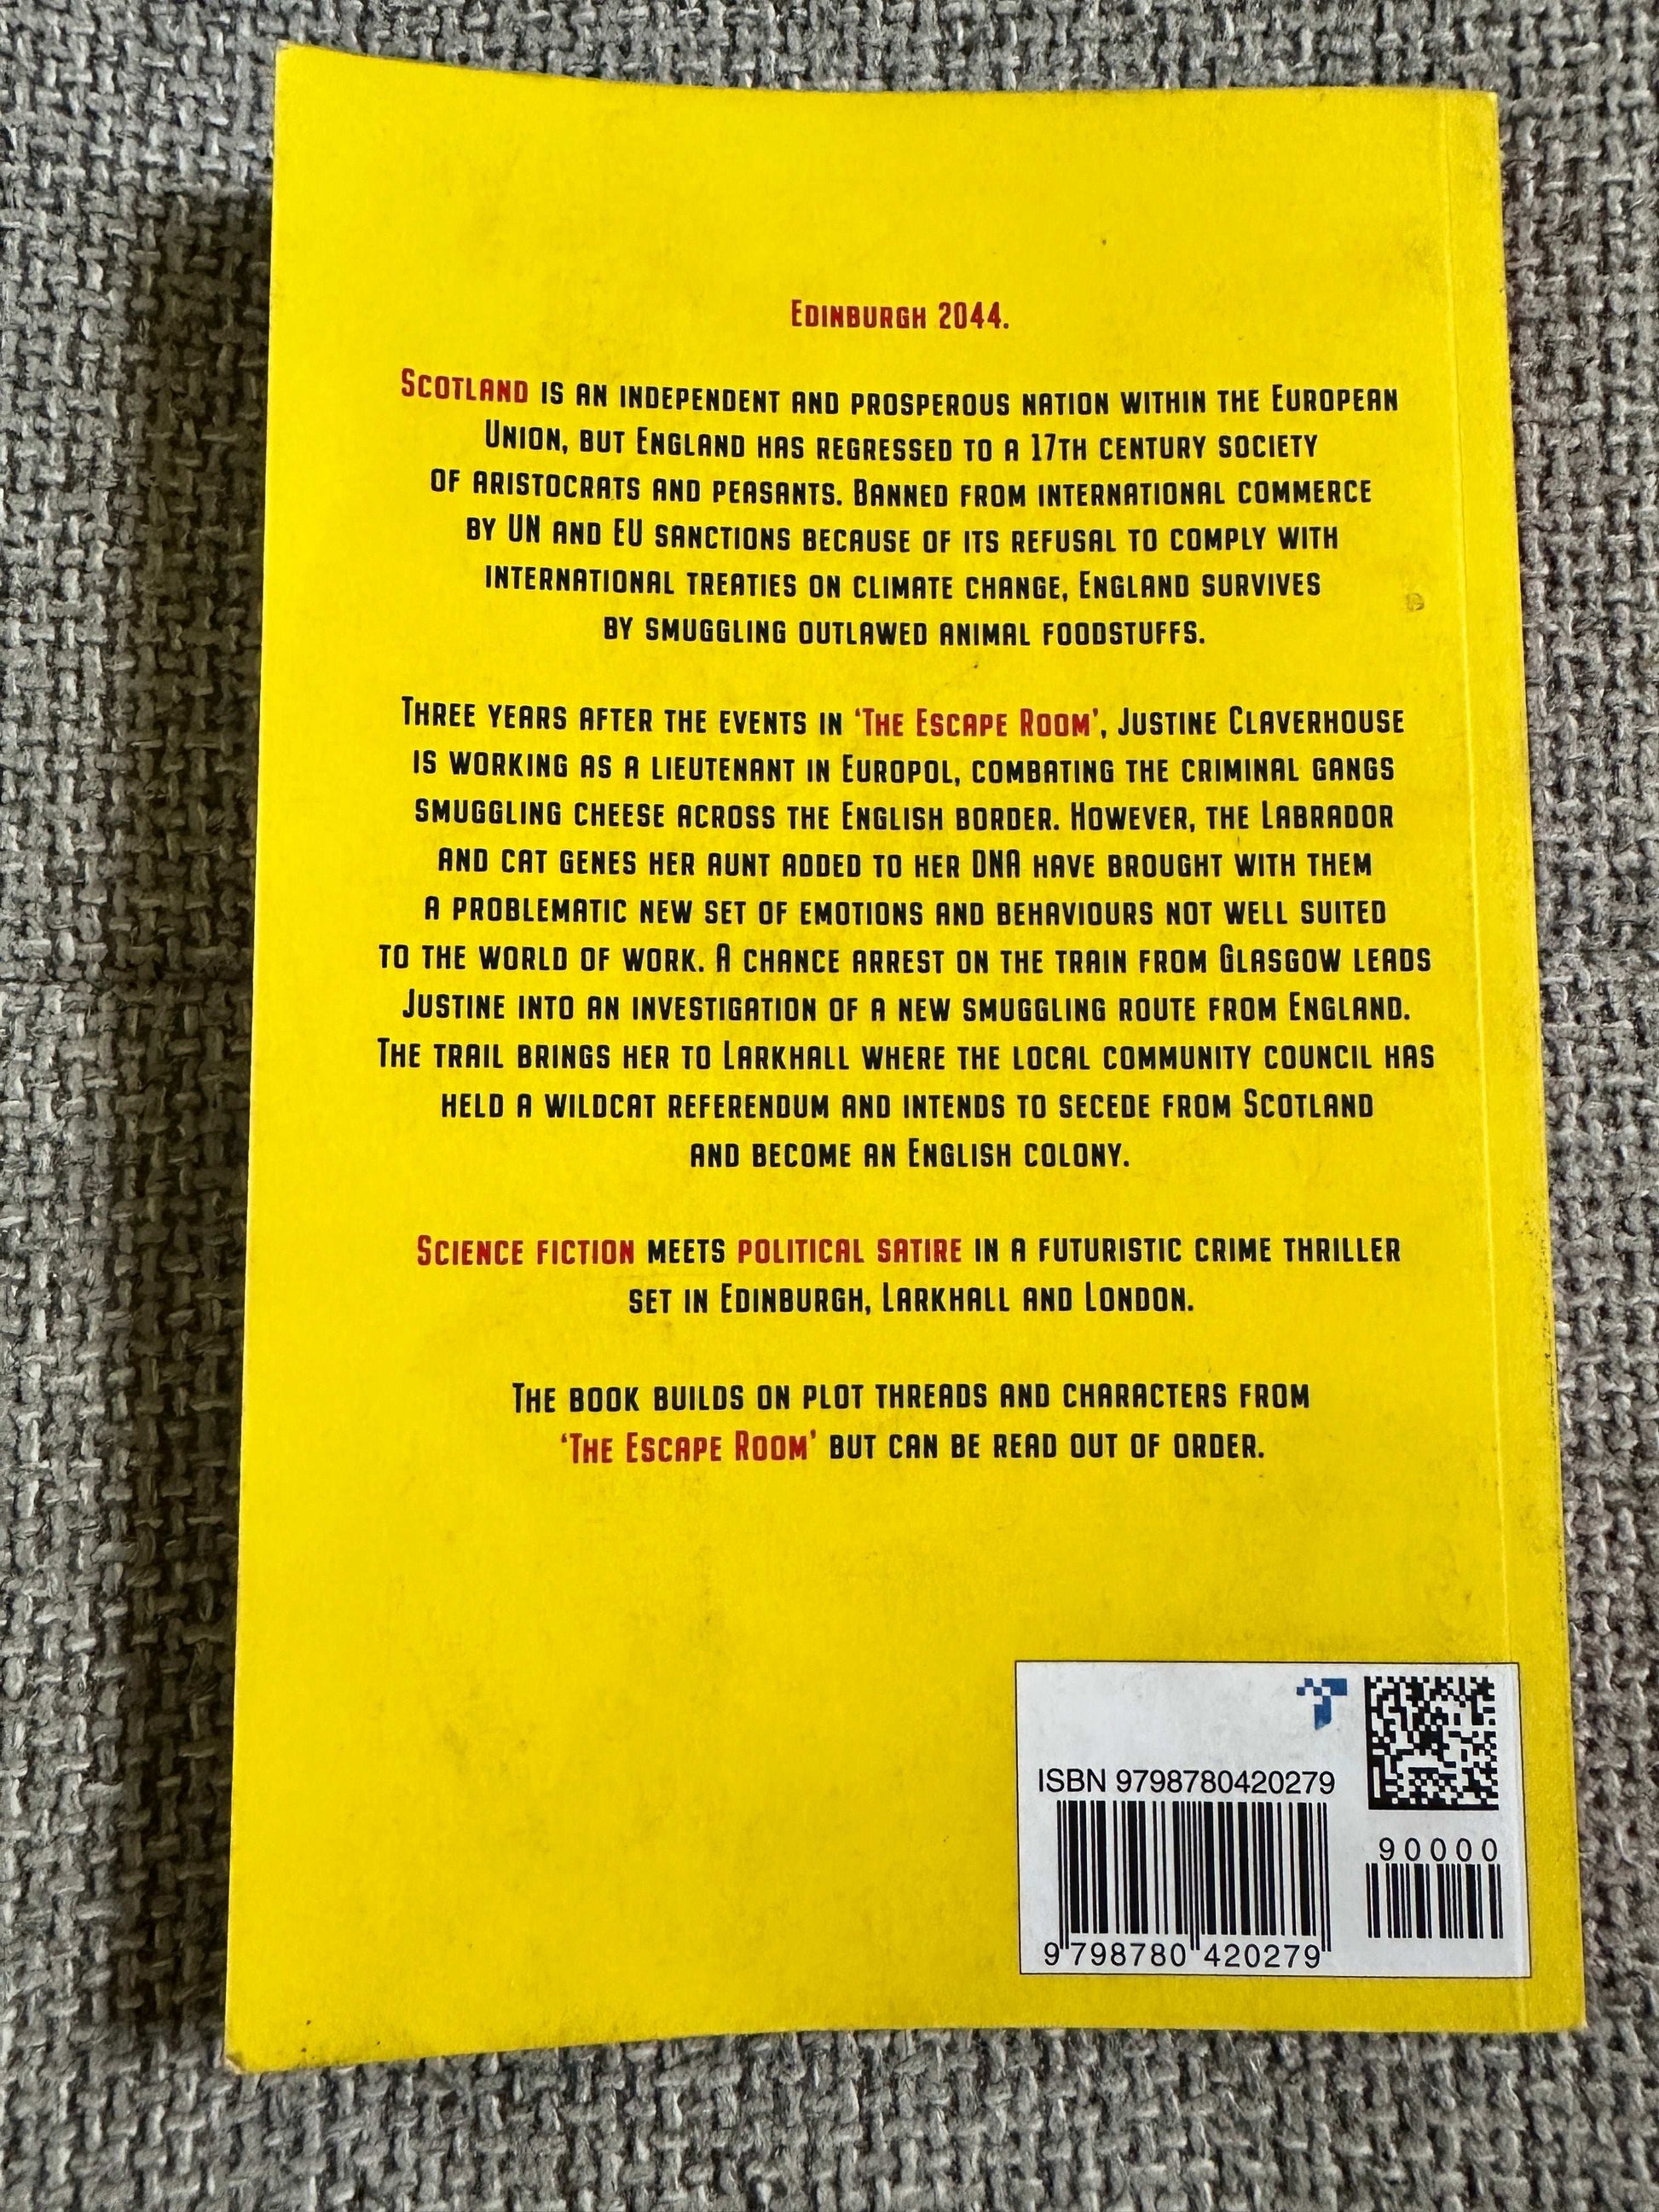 Edinburgh 2044.
Scotland is an independent and prosperous nation within the European
Union, but England has regressed to a 17th century society
of aristocrats and peasants. Banned from international commerce
by UN and EU sanctions because of its refusal to comply with
international treaties on climate change, England survives
by smuggling outlawed animal foodstuffs.
Three years after the events in ‘The Escape Room’, Justine Claverhouse
is working as a lieutenant in Europol, combating the criminal gangs
smuggling cheese across the English border. However, the Labrador
and cat genes her aunt added to her DNA have brought with them
a problematic new set of emotions and behaviours not well suited
to the world of work. A chance arrest on the train from Glasgow leads
Justine into an investigation of a new smuggling route from England.
The trail brings her to Larkhall where the local community council has
held a wildcat referendum and intends to secede from Scotland
and become an English colony.
Science fiction meets political satire in a futuristic crime thriller
set in Edinburgh, Larkhall and London.
The book builds on plot threads and characters from
‘The Escape Room’ but can be read out of order.
ISBN 9798780420279
90000
9 798780 420279